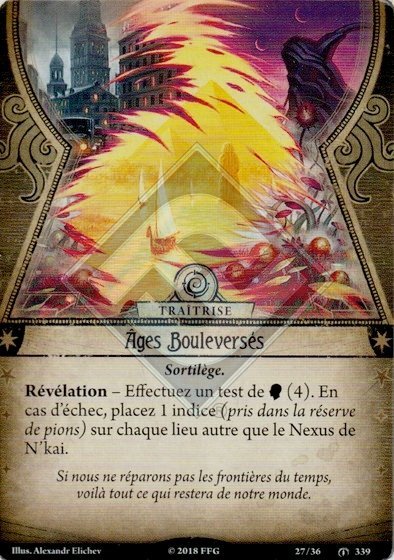 TRAÎTRISE
Âges Bouleversés
Sortilège.
Révélation – Effectuez un test de (4). En
cas d'échec, placez 1 indice (pris dans la réserve
de pions) sur chaque lieu autre que le Nexus de
N'kai.
Si nous ne réparons pas les frontières du temps,
voilà tout ce qui restera de notre monde.
Illus. Alexandr Elichev © 2018 FFG 27/36 339